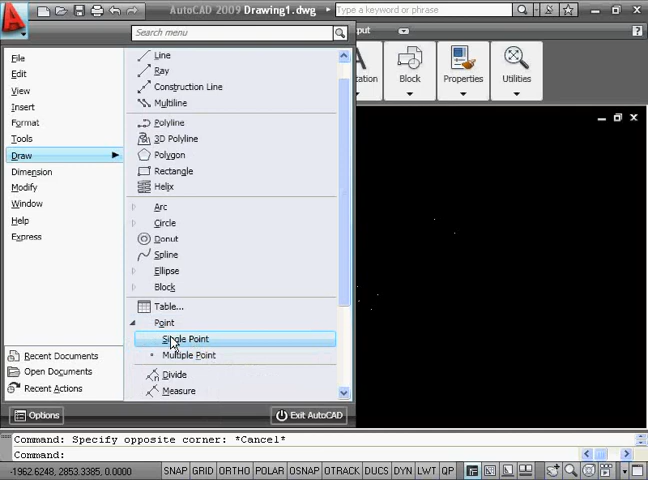 AutoCAD 2009 Drawing1.dwg
Type a keyword or phrase
Search menu
put
File
Edit
View
Insert
Format
Tools
Draw
Dimension
Modify
Window
Help
Express
Line
Ray
Construction Line
Multiline
Polyline
3D Polyline
Polygon
Rectangle
Helix
Arc
Circle
Donut
Spline
Ellipse
Block
Table...
Point
Single Point
Multiple Point
Divide
Measure
Block
Properties
Utilities
Recent Documents
Open Documents
Recent Actions
Options
Exit AutoCAD
Command: Specify opposite corner: *Cancel*
Command:
-1962.6248, 2853.3385, 0.0000
SNAP GRID ORTHO POLAR OSNAP OTRACK DUCS DYN LWT QP